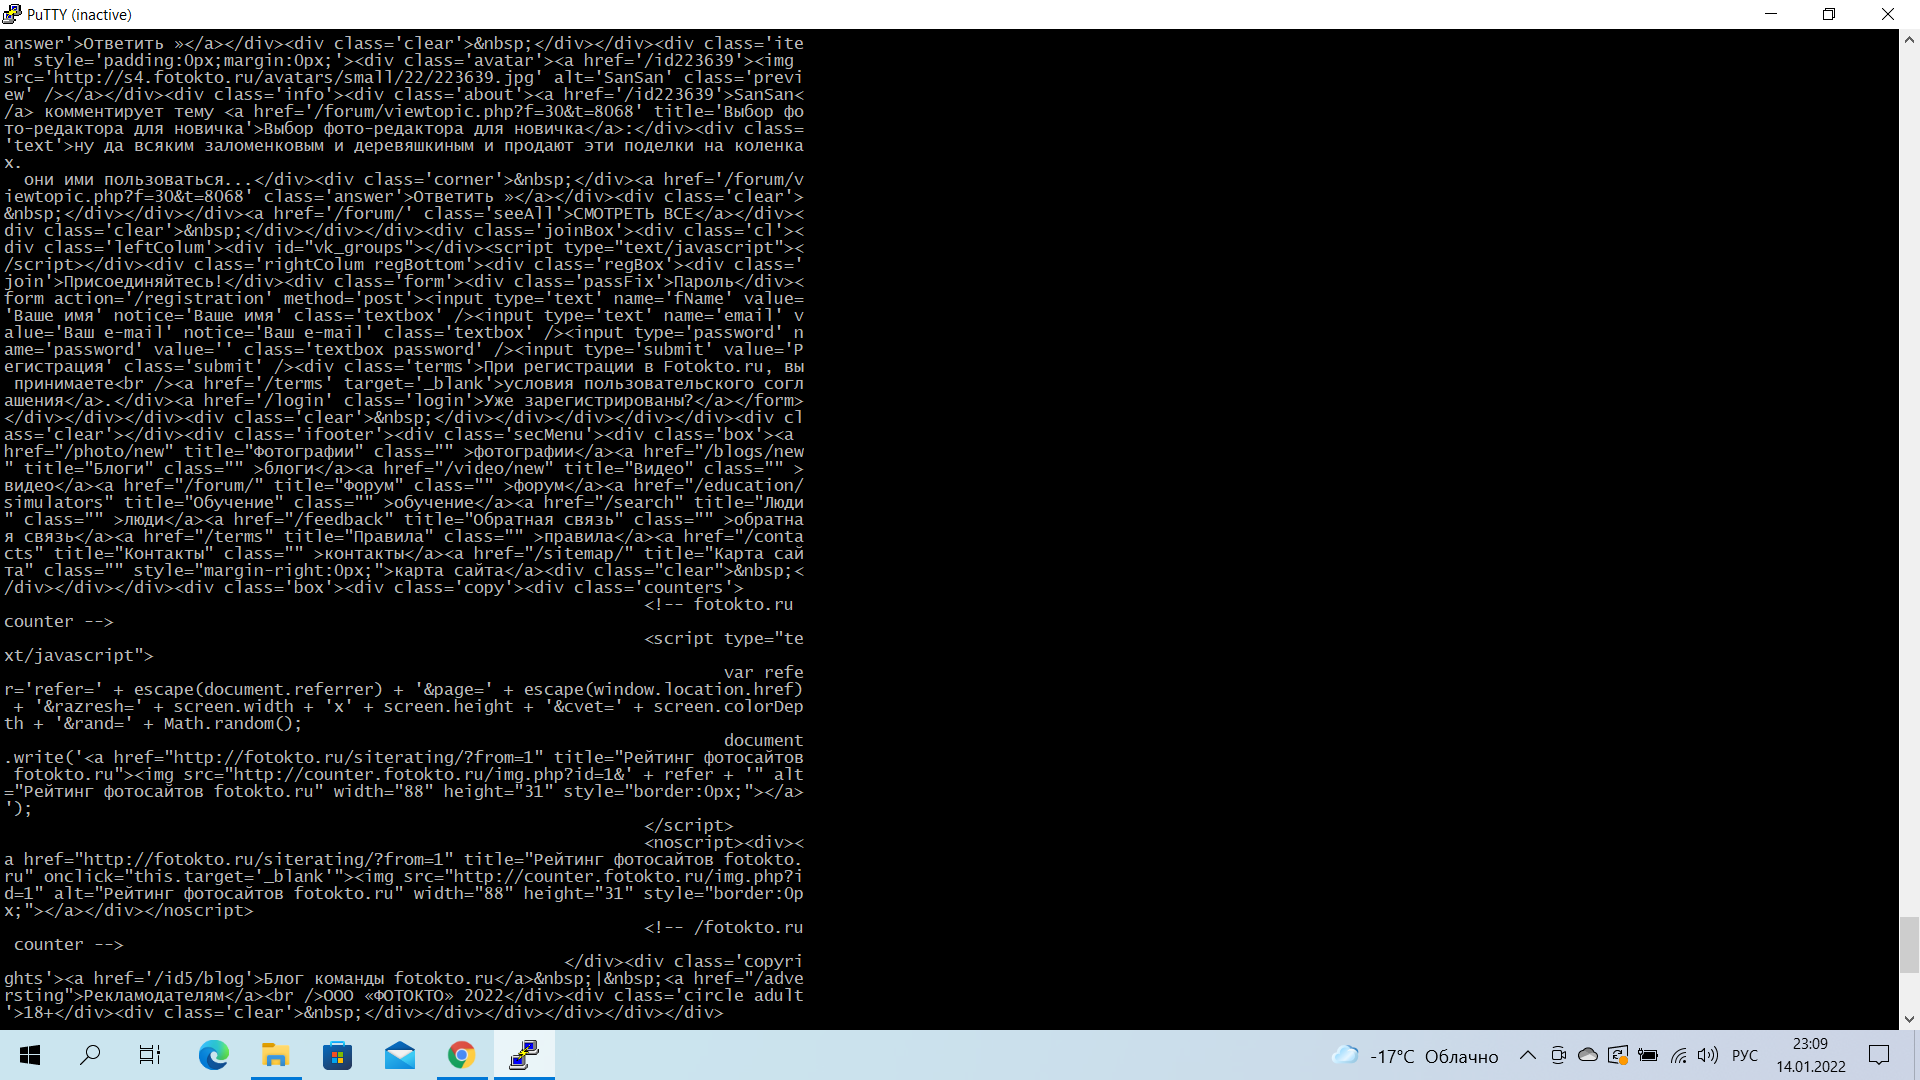 PuTTY (inactive)
answer'>Ответить »</a></div><div class='clear'>&nbsp;</div></div><div class='ite
m' style='padding:0px;margin:0px;'><div class='avatar'><a href='/id223639'><img
src='http://s4.fotokto.ru/avatars/small/22/223639.jpg' alt='SanSan' class='previ
ew' /></a></div><div class='info'><div class='about'><a href='/id223639'>SanSan<
/a> комментирует тему <a href='/forum/viewtopic.php?f=30&t=8068' title='Выбор фо
то-редактора для новичка'>Выбор фото-редактора для новичка</a>:</div><div class=
'text'>ну да всяким заломенковым и деревяшкиным и продают эти поделки на коленка
х.
они ими пользоваться...</div><div class='corner'>&nbsp;</div><a href='/forum/v
iewtopic.php?f=30&t=8068' class='answer'>Ответить »</a></div><div class='clear'>
&nbsp;</div></div></div><a href='/forum/' class='seeAll'>СМОТРЕТЬ ВСЕ</a></div><
div class='clear'>&nbsp;</div></div></div><div class='joinBox'><div class='cl'><
div class='leftColum'><div id="vk_groups"></div><script type="text/javascript"><
/script></div><div class='rightColum regBottom'><div class='regBox'><div class='
join'>Присоединяйтесь!</div><div class='form'><div class='passFix'>Пароль</div><
form action='/registration' method='post'><input type='text' name='fName' value=
'Ваше имя' notice='Ваше имя' class='textbox' /><input type='text' name='email' v
alue='Ваш e-mail' notice='Ваш e-mail' class='textbox' /><input type='password' n
ame='password' value='' class='textbox password' /><input type='submit' value='Р
егистрация' class='submit' /><div class='terms'>При регистрации в Fotokto.ru, вы
принимаете<br /><a href='/terms' target='_blank'>условия пользовательского согл
ашения</a>.</div><a href='/login' class='login'>Уже зарегистрированы?</a></form>
</div></div></div><div class='clear'>&nbsp;</div></div></div></div></div><div cl
ass='clear'></div><div class='ifooter'><div class='secMenu'><div class='box'><a
href="/photo/new" title="Фотографии" class="" >фотографии</a><a href="/blogs/new
" title="Блоги" class="" >блоги</a><a href="/video/new" title="Видео" class="" >
видео</a><a href="/forum/" title="Форум" class="" >форум</a><a href="/education/
simulators" title="Обучение" class="" >обучение</a><a href="/search" title="Люди
" class="" >люди</a><a href="/feedback" title="Обратная связь" class="" >обратна
я связь</a><a href="/terms" title="Правила" class="" >правила</a><a href="/conta
cts" title="Контакты" class="" >контакты</a><a href="/sitemap/" title="Карта сай
та" class="" style="margin-right:0px;">карта сайта</a><div class="clear">&nbsp;<
/div></div></div><div class='box'><div class='copy'><div class='counters'>
<!-- fotokto.ru
counter -->
<script type="te
xt/javascript">
var refe
r='refer=' + escape(document.referrer) + '&page=' + escape(window.location.href)
+ '&razresh=' + screen.width + 'x' + screen.height + '&cvet=' + screen.colorDep
th + '&rand=' + Math.random();
document
.write('<a href="http://fotokto.ru/siterating/?from=1" title="Рейтинг фотосайтов
fotokto.ru"><img src="http://counter.fotokto.ru/img.php?id=1&' + refer + '" alt
="Рейтинг фотосайтов fotokto.ru" width="88" height="31" style="border:0px;"></a>
');
</script>
<noscript><div><
a href="http://fotokto.ru/siterating/?from=1" title="Рейтинг фотосайтов fotokto.
ru" onclick="this.target='_blank'"><img src="http://counter.fotokto.ru/img.php?i
d=1" alt="Рейтинг фотосайтов fotokto.ru" width="88" height="31" style="border:0p
x;"></a></div></noscript>
<!-- /fotokto.ru
counter -->
</div><div class='copyri
ghts'><a href='/id5/blog'>Блог команды fotokto.ru</a>&nbsp;|&nbsp;<a href="/adve
rsting">Рекламодателям</a><br />ООО «ФОТОКТО» 2022</div><div class='circle adult
'>18+</div><div class='clear'>&nbsp;</div></div></div></div></div></div>
-17°C Облачно
РУС
23:09
14.01.2022